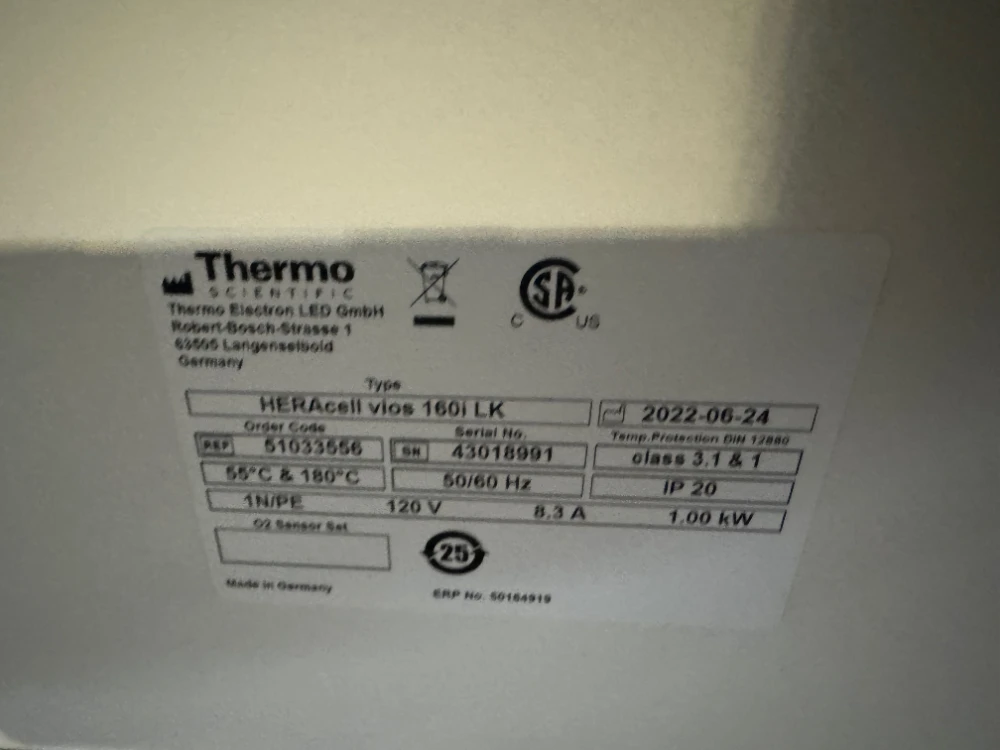 Thermo
SCIENTIFIC
Thermo Electron LED GmbH
Robert-Bosch-Strasse 1
63505 Langenselbold
Germany
CSA
C US
Type
HERAcell vios 160i LK
2022-06-24
Order Code
Serial No.
Temp.Protection DIN 12880
REF 51033556
SN 43018991
class 3.1 & 1
55°C & 180°C
50/60 Hz
IP 20
1N/PE 120 V 8,3 A 1,00 kW
O2 Sensor Set
25
Made in Germany
ERP No. 50164919